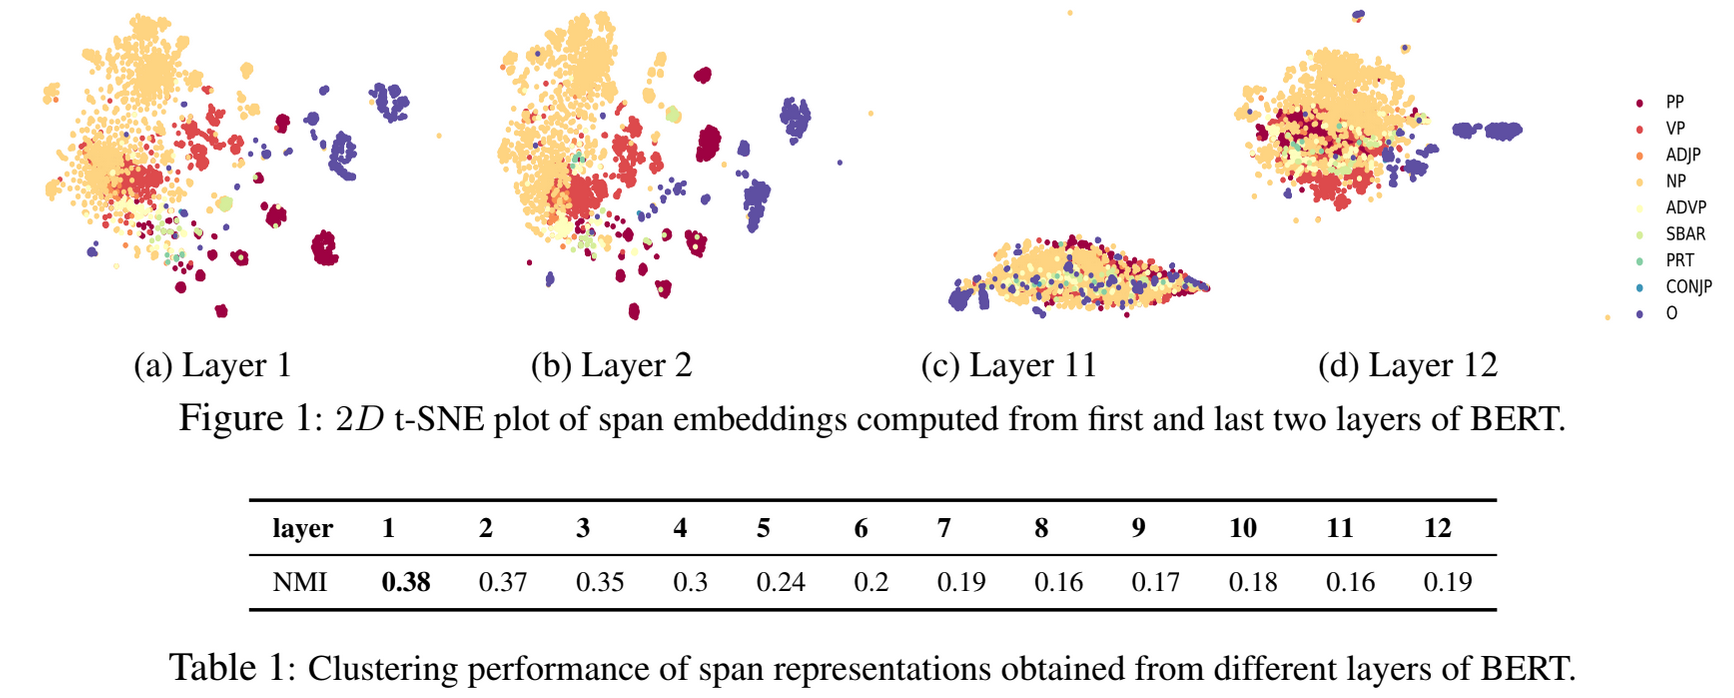 PP
VP
ADJP
NP
ADVP
SBAR
PRT
CONJP
O
(a) Layer 1 (b) Layer 2 (c) Layer 11 (d) Layer 12
Figure 1: 2D t-SNE plot of span embeddings computed from first and last two layers of BERT.
layer 1 2 3 4 5 6 7 8 9 10 11 12
NMI 0.38 0.37 0.35 0.3 0.24 0.2 0.19 0.16 0.17 0.18 0.16 0.19
Table 1: Clustering performance of span representations obtained from different layers of BERT.